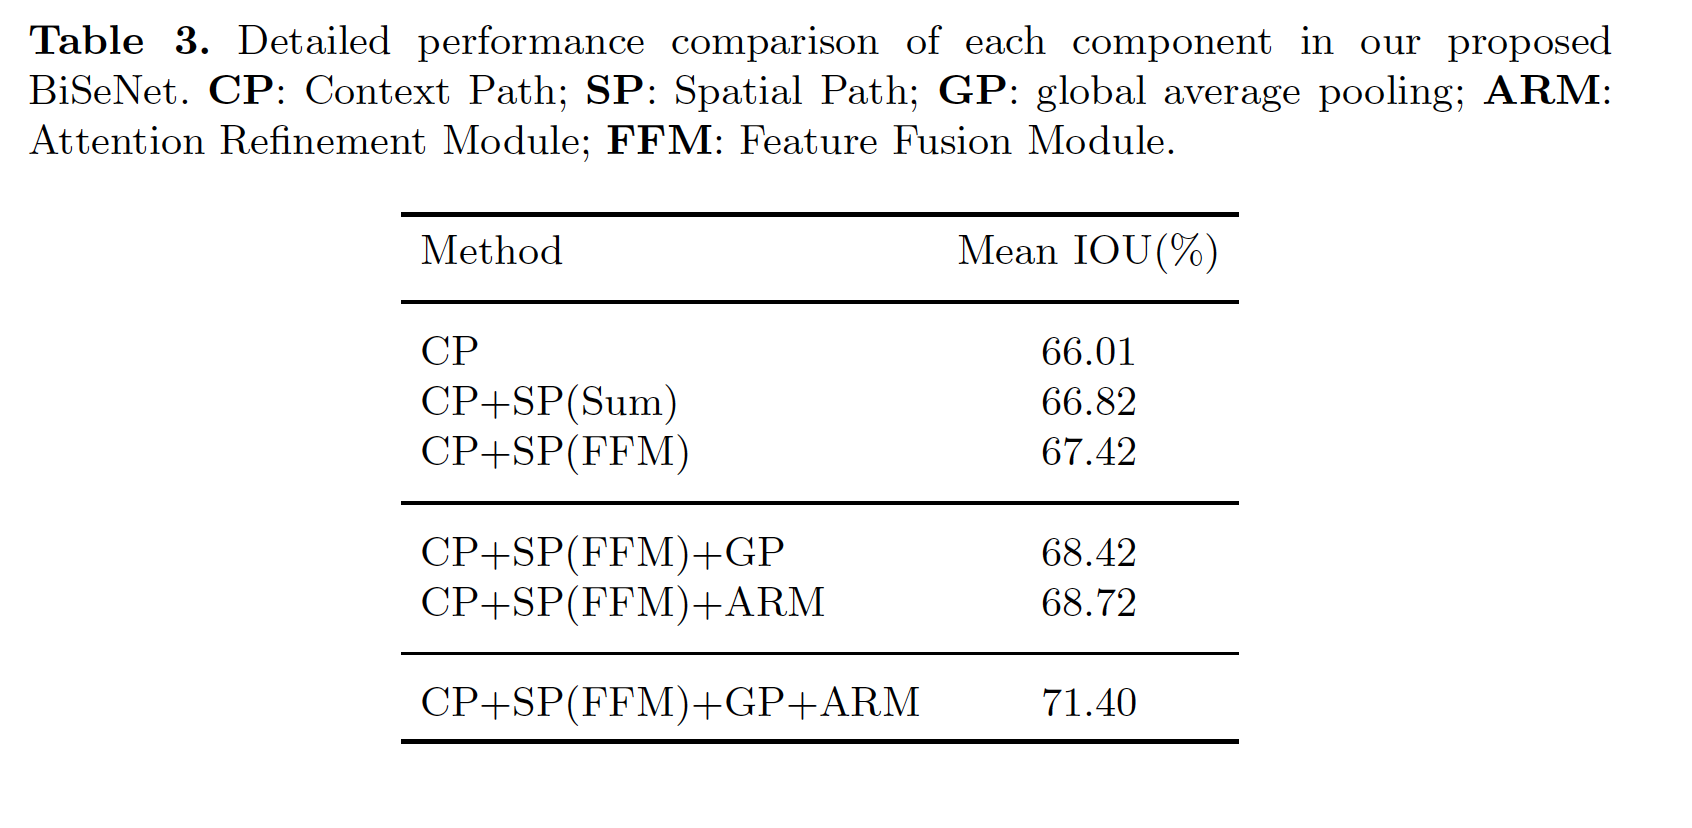 Table 3. Detailed performance comparison of each component in our proposed
BiSeNet. CP: Context Path; SP: Spatial Path; GP: global average pooling; ARM:
Attention Refinement Module; FFM: Feature Fusion Module.
Method Mean IOU(%)
CP 66.01
CP+SP(Sum) 66.82
CP+SP(FFM) 67.42
CP+SP(FFM)+GP 68.42
CP+SP(FFM)+ARM 68.72
CP+SP(FFM)+GP+ARM 71.40